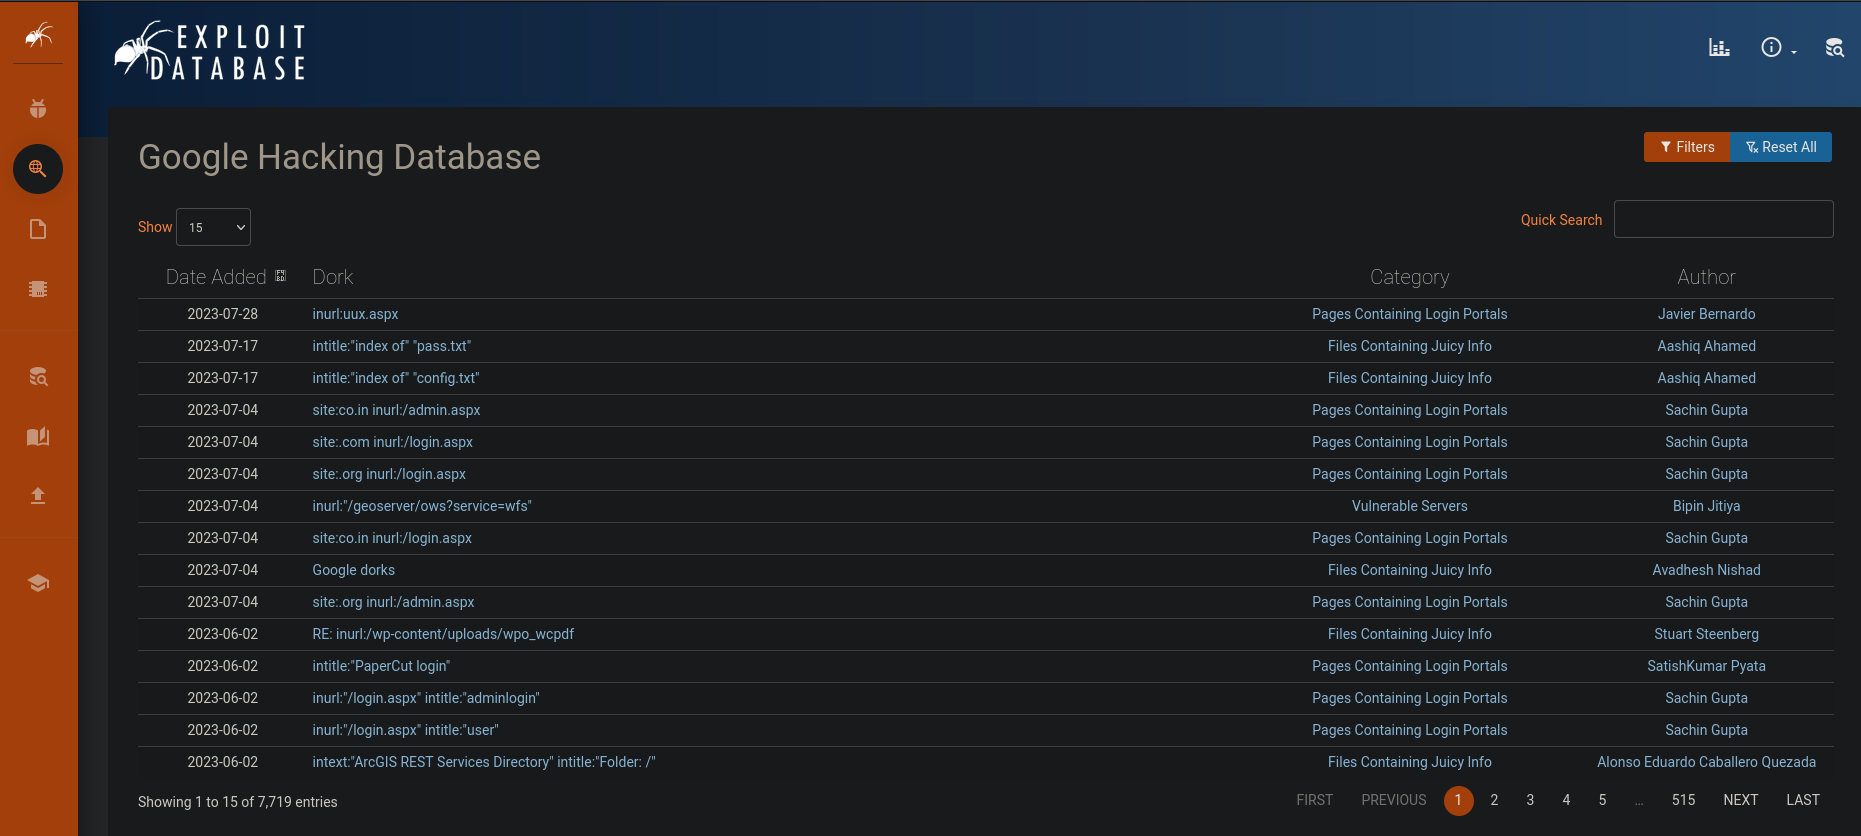 EXPLOIT
DATABASE
Google Hacking Database
Filters Reset All
Show 15 Quick Search
Date Added Dork Category Author
2023-07-28 inurl:uux.aspx Pages Containing Login Portals Javier Bernardo
2023-07-17 intitle:"index of" "pass.txt" Files Containing Juicy Info Aashiq Ahamed
2023-07-17 intitle:"index of" "config.txt" Files Containing Juicy Info Aashiq Ahamed
2023-07-04 site:co.in inurl:/admin.aspx Pages Containing Login Portals Sachin Gupta
2023-07-04 site:.com inurl:/login.aspx Pages Containing Login Portals Sachin Gupta
2023-07-04 site:.org inurl:/login.aspx Pages Containing Login Portals Sachin Gupta
2023-07-04 inurl:"/geoserver/ows?service=wfs" Vulnerable Servers Bipin Jitiya
2023-07-04 site:co.in inurl:/login.aspx Pages Containing Login Portals Sachin Gupta
2023-07-04 Google dorks Files Containing Juicy Info Avadhesh Nishad
2023-07-04 site:.org inurl:/admin.aspx Pages Containing Login Portals Sachin Gupta
2023-06-02 RE: inurl:/wp-content/uploads/wpo_wcpdf Files Containing Juicy Info Stuart Steenberg
2023-06-02 intitle:"PaperCut login" Pages Containing Login Portals SatishKumar Pyata
2023-06-02 inurl:"/login.aspx" intitle:"adminlogin" Pages Containing Login Portals Sachin Gupta
2023-06-02 inurl:"/login.aspx" intitle:"user" Pages Containing Login Portals Sachin Gupta
2023-06-02 intext:"ArcGIS REST Services Directory" intitle:"Folder: /" Files Containing Juicy Info Alonso Eduardo Caballero Quezada
Showing 1 to 15 of 7,719 entries FIRST PREVIOUS 1 2 3 4 5 … 515 NEXT LAST